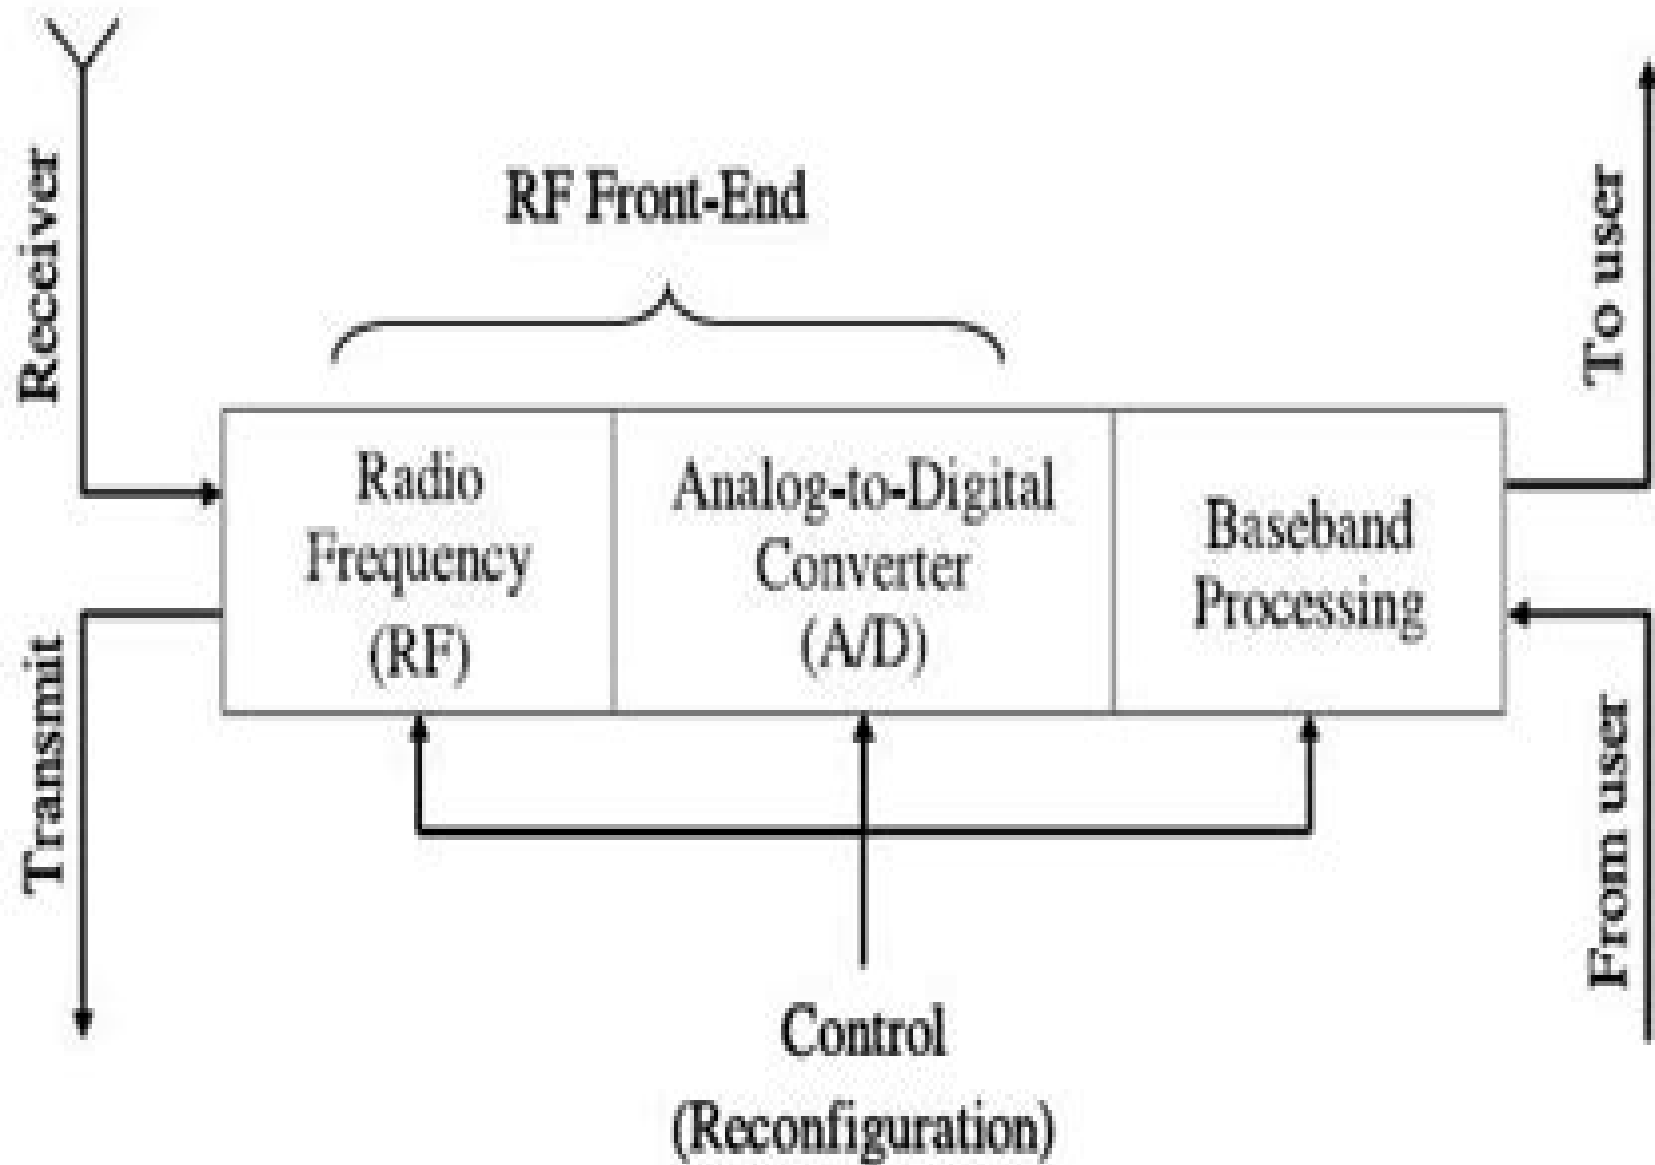 RF Front-End
Receiver
To user
Radio
Frequency
(RF)
Analog-to-Digital
Converter
(A/D)
Baseband
Processing
Transmit
From user
Control
(Reconfiguration)